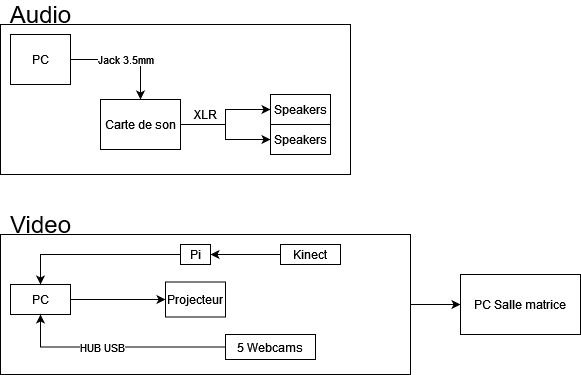 Audio
PC
Jack 3.5mm
Carte de son
XLR
Speakers
Speakers
Video
Pi
Kinect
PC
Projecteur
PC Salle matrice
HUB USB
5 Webcams